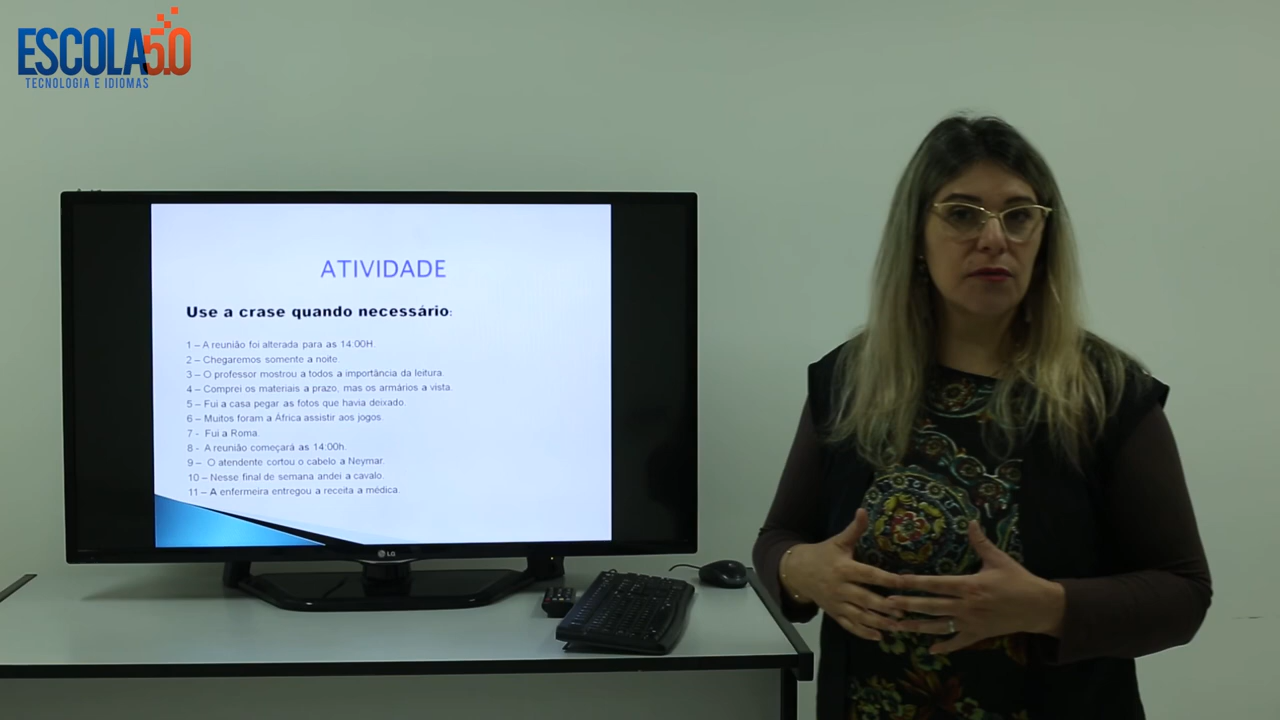 ESCOLA 5.0
TECNOLOGIA E IDIOMAS
ATIVIDADE
Use a crase quando necessário:
1 – A reunião foi alterada para as 14:00H.
2 – Chegaremos somente a noite.
3 – O professor mostrou a todos a importância da leitura.
4 – Comprei os materiais a prazo, mas os armários a vista.
5 – Fui a casa pegar as fotos que havia deixado.
6 – Muitos foram a África assistir aos jogos.
7 - Fui a Roma.
8 - A reunião começará as 14:00h.
9 – O atendente cortou o cabelo a Neymar.
10 – Nesse final de semana andei a cavalo.
11 – A enfermeira entregou a receita a médica.
LG